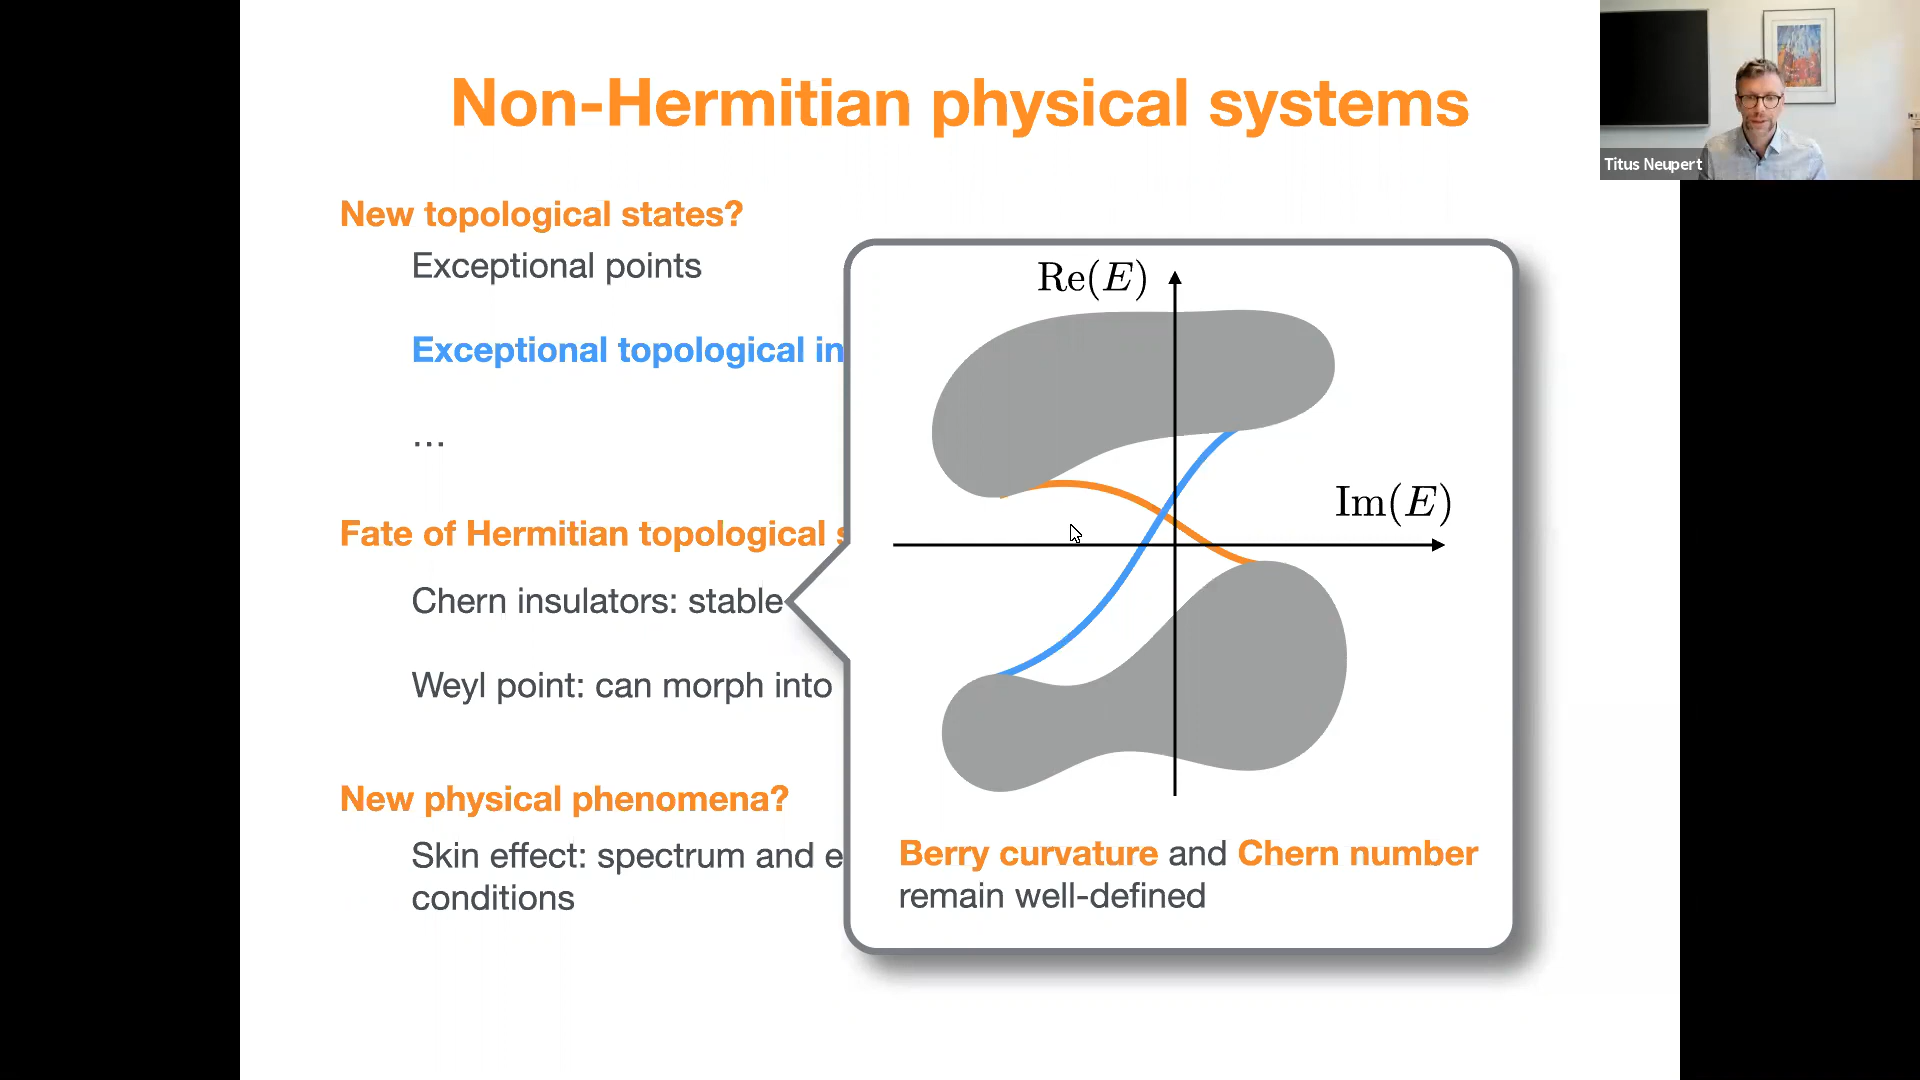 Non-Hermitian physical systems
Titus Neupert
New topological states?
Exceptional points
Exceptional topological in
...
Fate of Hermitian topological
Chern insulators: stable
Weyl point: can morph into
New physical phenomena?
Skin effect: spectrum and e
conditions
Re(E)
Im(E)
Berry curvature and Chern number
remain well-defined